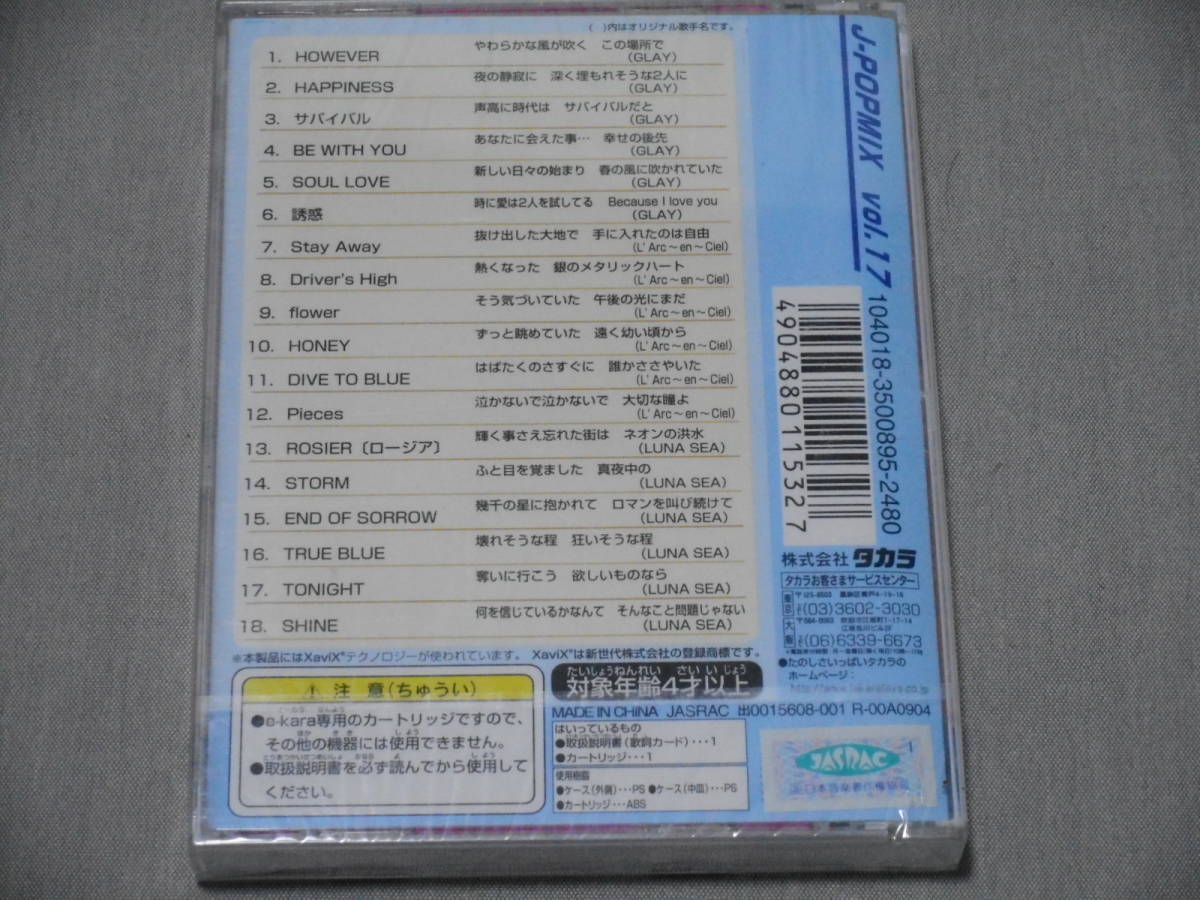 ( )内はオリジナル歌手名です。
1. HOWEVER やわらかな風が吹く この場所で (GLAY)
2. HAPPINESS 夜の静寂に 深く埋もれそうな2人に (GLAY)
3. サバイバル 声高に時代は サバイバルだと (GLAY)
4. BE WITH YOU あなたに会えた事… 幸せの後先 (GLAY)
5. SOUL LOVE 新しい日々の始まり 春の風に吹かれていた (GLAY)
6. 誘惑 時に愛は2人を試してる Because I love you (GLAY)
7. Stay Away 抜け出した大地で 手に入れたのは自由 (L' Arc~en~Ciel)
8. Driver's High 熱くなった 銀のメタリックハート (L' Arc~en~Ciel)
9. flower そう気づいていた 午後の光にまだ (L' Arc~en~Ciel)
10. HONEY ずっと眺めていた 遠く幼い頃から (L' Arc~en~Ciel)
11. DIVE TO BLUE はばたくのさすぐに 誰かささやいた (L' Arc~en~Ciel)
12. Pieces 泣かないで泣かないで 大切な瞳よ (L' Arc~en~Ciel)
13. ROSIER〔ロージア〕 輝く事さえ忘れた街は ネオンの洪水 (LUNA SEA)
14. STORM ふと目を覚ました 真夜中の (LUNA SEA)
15. END OF SORROW 幾千の星に抱かれて ロマンを叫び続けて (LUNA SEA)
16. TRUE BLUE 壊れそうな程 狂いそうな程 (LUNA SEA)
17. TONIGHT 奪いに行こう 欲しいものなら (LUNA SEA)
18. SHINE 何を信じているかなんて そんなこと問題じゃない (LUNA SEA)
※本製品にはXaviX®テクノロジーが使われています。 XaviX®は新世代株式会社の登録商標です。
注 意(ちゅうい)
●e-kara専用のカートリッジですので、
その他の機器には使用できません。
●取扱説明書を必ず読んでから使用して
ください。
たいしょうねんれい さい いじょう
対象年齢4才以上
MADE IN CHINA JASRAC 出0015608-001 R-00A0904
はいっているもの
●取扱説明書(歌詞カード)･･･1
●カートリッジ･･･1
使用樹脂
●ケース(外側)･･･PS ●ケース(中皿)･･･PS
●カートリッジ･･･ABS
J-POPMIX vol.17
104018-3500895-2480
4904880115327
株式会社 タカラ
タカラお客さまサービスセンター
東京
(03)3602-3030
大阪
(06)6339-6673
●たのしさいっぱいタカラの
ホームページ:
JASRAC